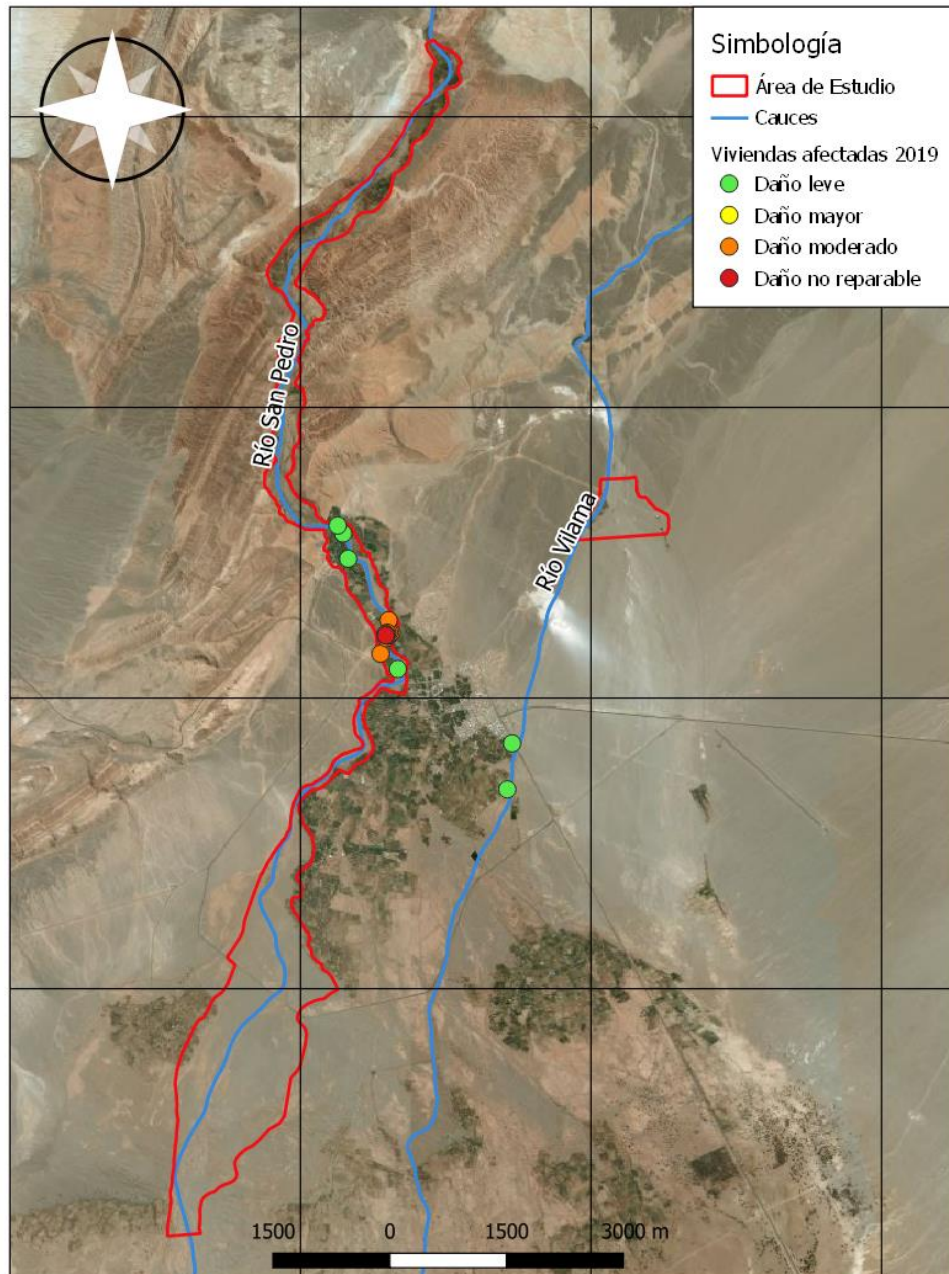 Simbología
Área de Estudio
Cauces
Viviendas afectadas 2019
Daño leve
Daño mayor
Daño moderado
Daño no reparable
Río San Pedro
Río Vilama
1500 0 1500 3000 m